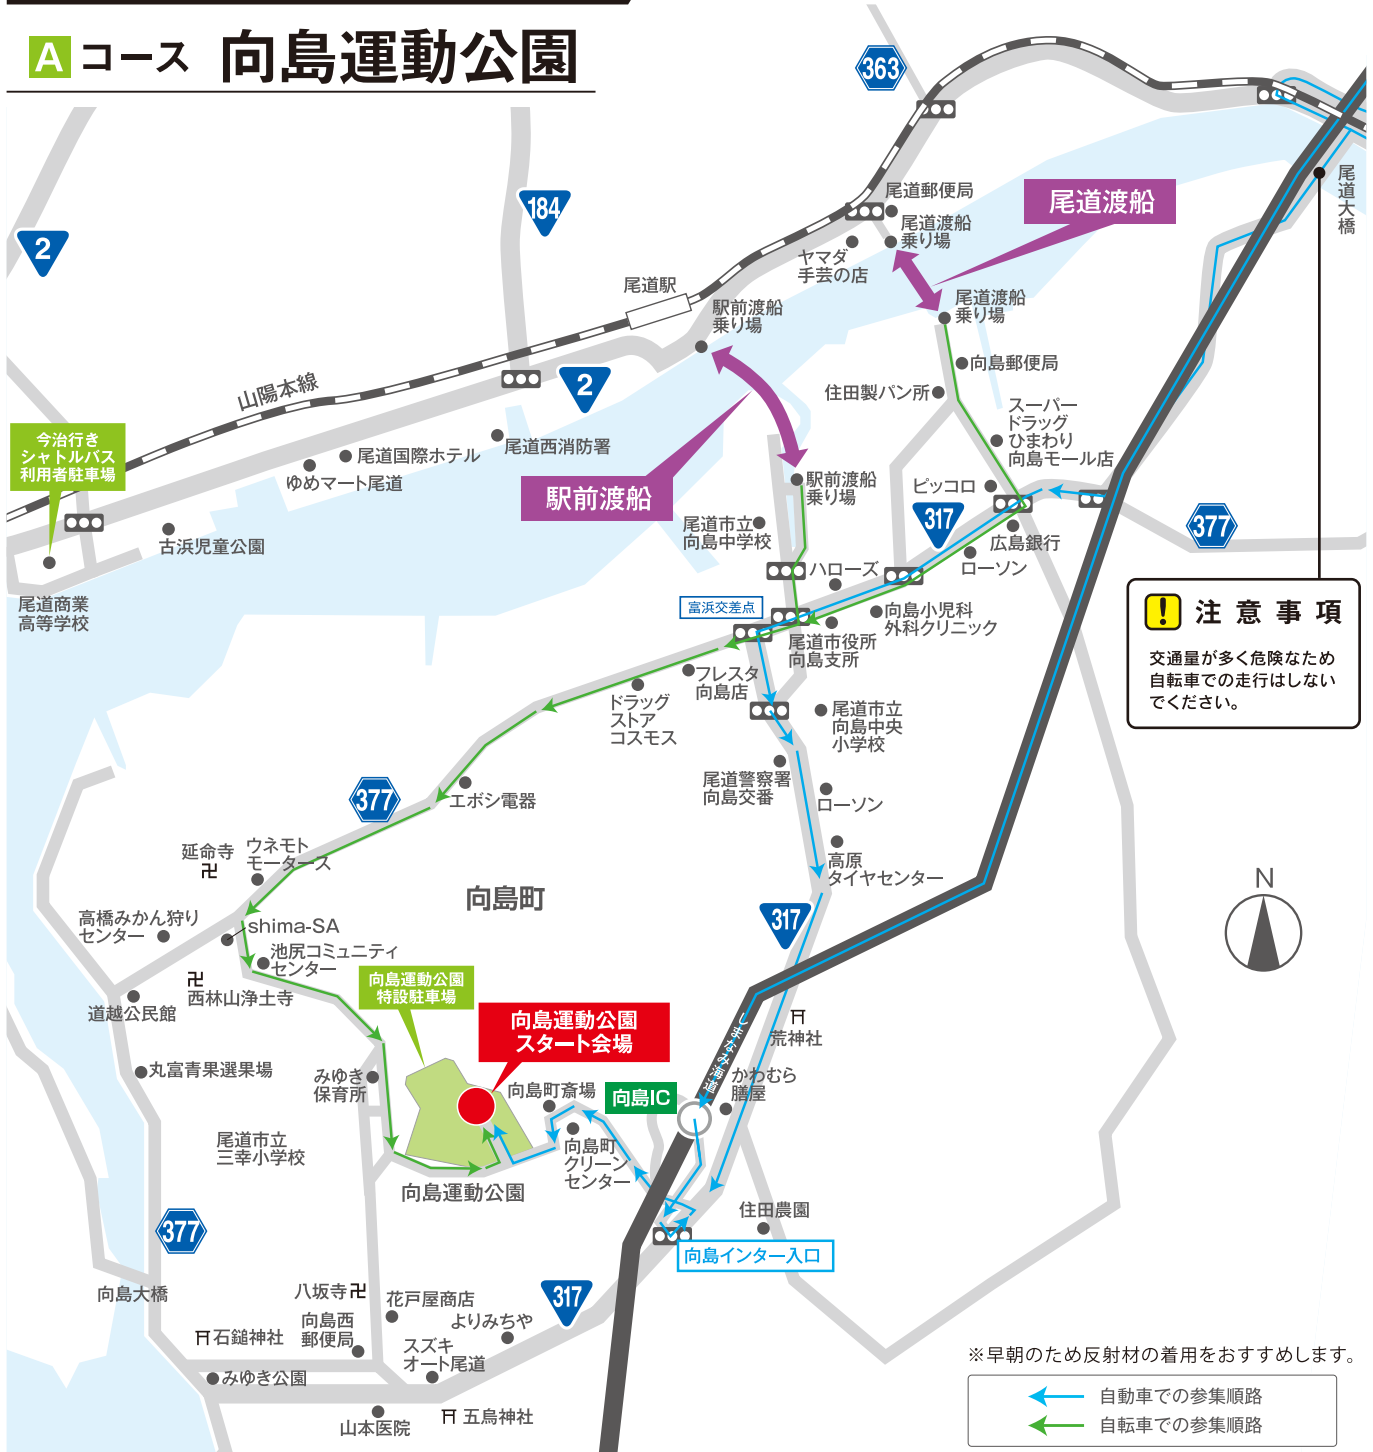 A コース 向島運動公園
363
184
2
尾道大橋
尾道郵便局
尾道渡船
尾道渡船
乗り場
ヤマダ
手芸の店
尾道駅
駅前渡船
乗り場
尾道渡船
乗り場
向島郵便局
住田製パン所
スーパー
ドラッグ
ひまわり
向島モール店
山陽本線
2
今治行き
シャトルバス
利用者駐車場
尾道国際ホテル
尾道西消防署
ゆめマート尾道
駅前渡船
駅前渡船
乗り場
ピッコロ
317
377
尾道市立
向島中学校
広島銀行
ローソン
古浜児童公園
ハローズ
尾道商業
高等学校
富浜交差点
向島小児科
外科クリニック
尾道市役所
向島支所
注意事項
交通量が多く危険なため
自転車での走行はしない
でください。
フレスタ
向島店
ドラッグ
ストア
コスモス
尾道市立
向島中央
小学校
尾道警察署
向島交番
ローソン
377
エボシ電器
延命寺
ウネモト
モータース
高原
タイヤセンター
向島町
N
高橋みかん狩り
センター
shima-SA
317
池尻コミュニティ
センター
西林山浄土寺
向島運動公園
特設駐車場
道越公民館
向島運動公園
スタート会場
しまなみ海道
荒神社
丸富青果選果場
みゆき
保育所
向島町斎場
向島IC
かわむら
膳屋
尾道市立
三幸小学校
向島町
クリーン
センター
向島運動公園
住田農園
377
向島インター入口
向島大橋
八坂寺
花戸屋商店
317
向島西
郵便局
よりみちや
石鎚神社
スズキ
オート尾道
みゆき公園
五烏神社
山本医院
※早朝のため反射材の着用をおすすめします。
自動車での参集順路
自転車での参集順路